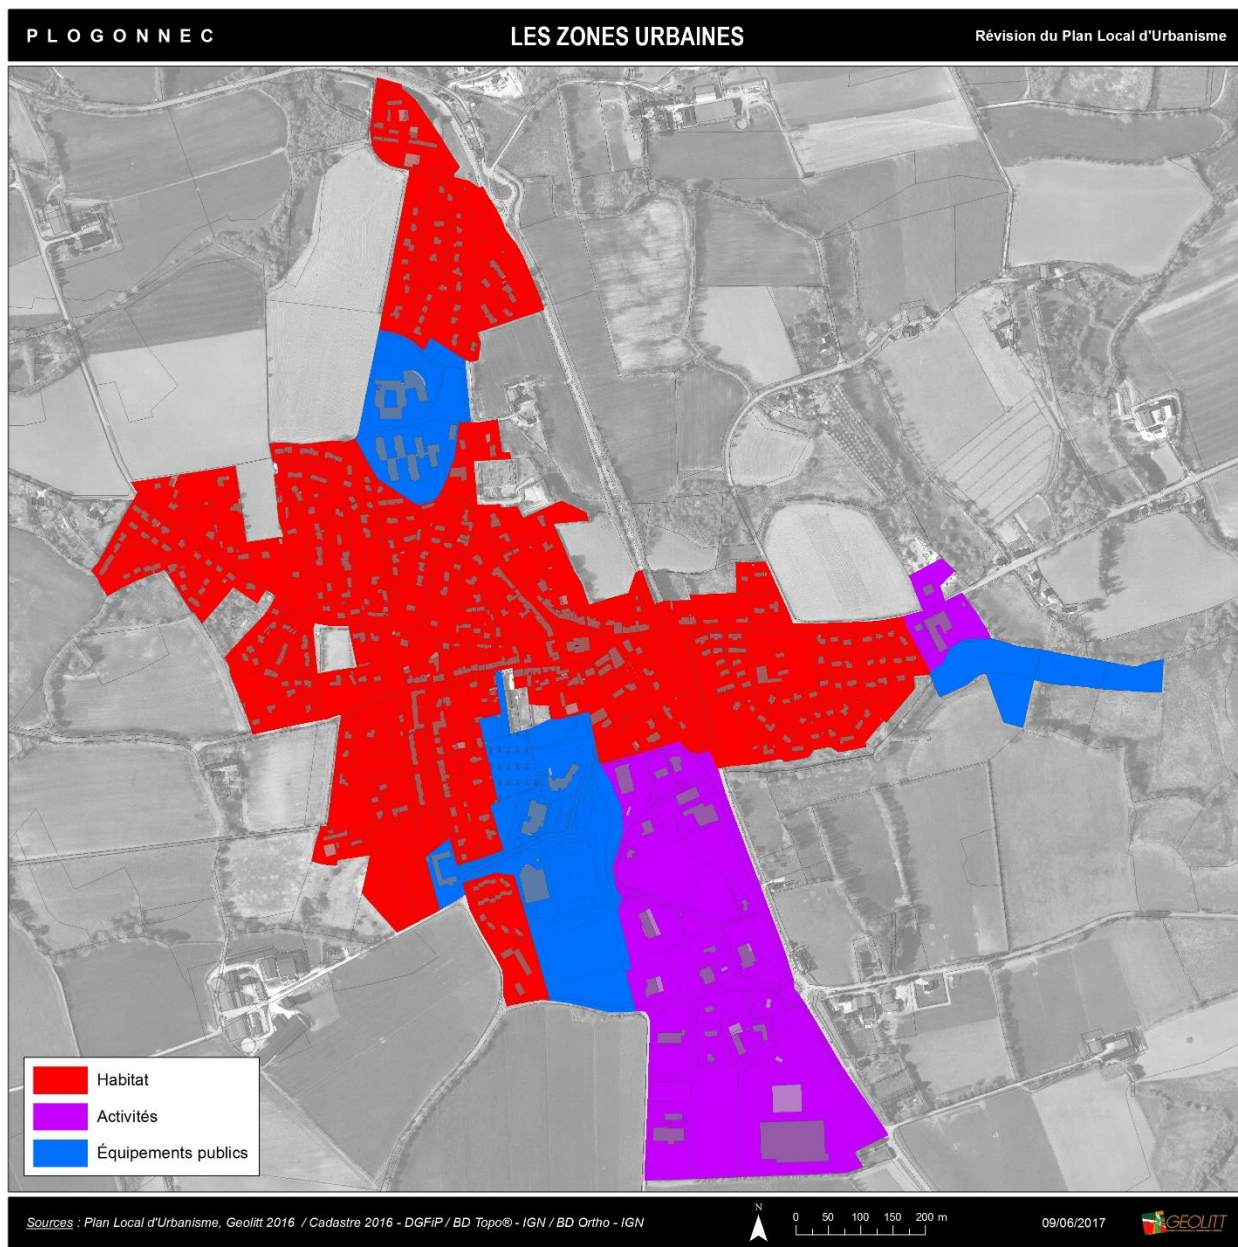 PLOGONNEC
LES ZONES URBAINES
Révision du Plan Local d'Urbanisme
Habitat
Activités
Équipements publics
Sources : Plan Local d'Urbanisme, Geolitt 2016 / Cadastre 2016 - DGFiP / BD Topo® - IGN / BD Ortho - IGN
N
0 50 100 150 200 m
09/06/2017
GEOLITT